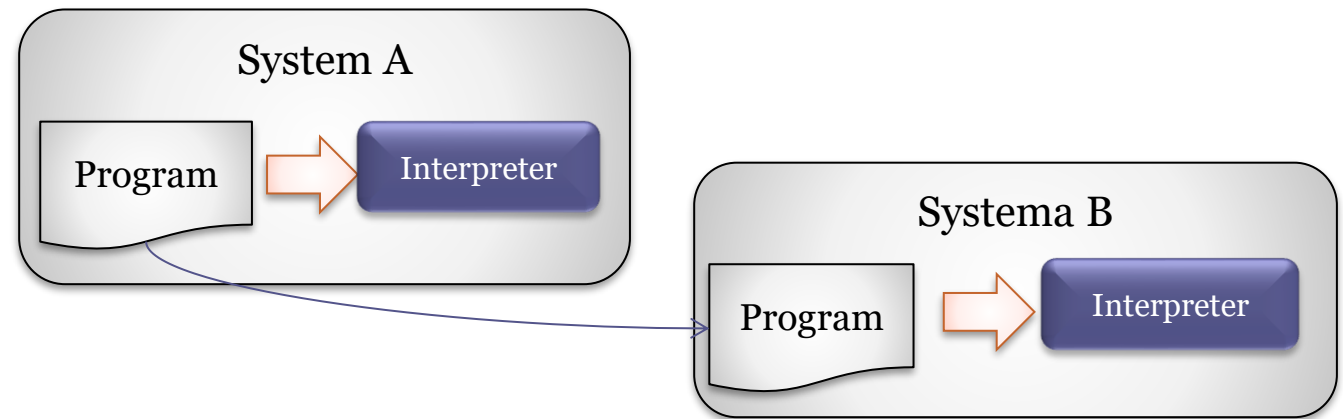 System A
Program
Interpreter
Systema B
Program
Interpreter